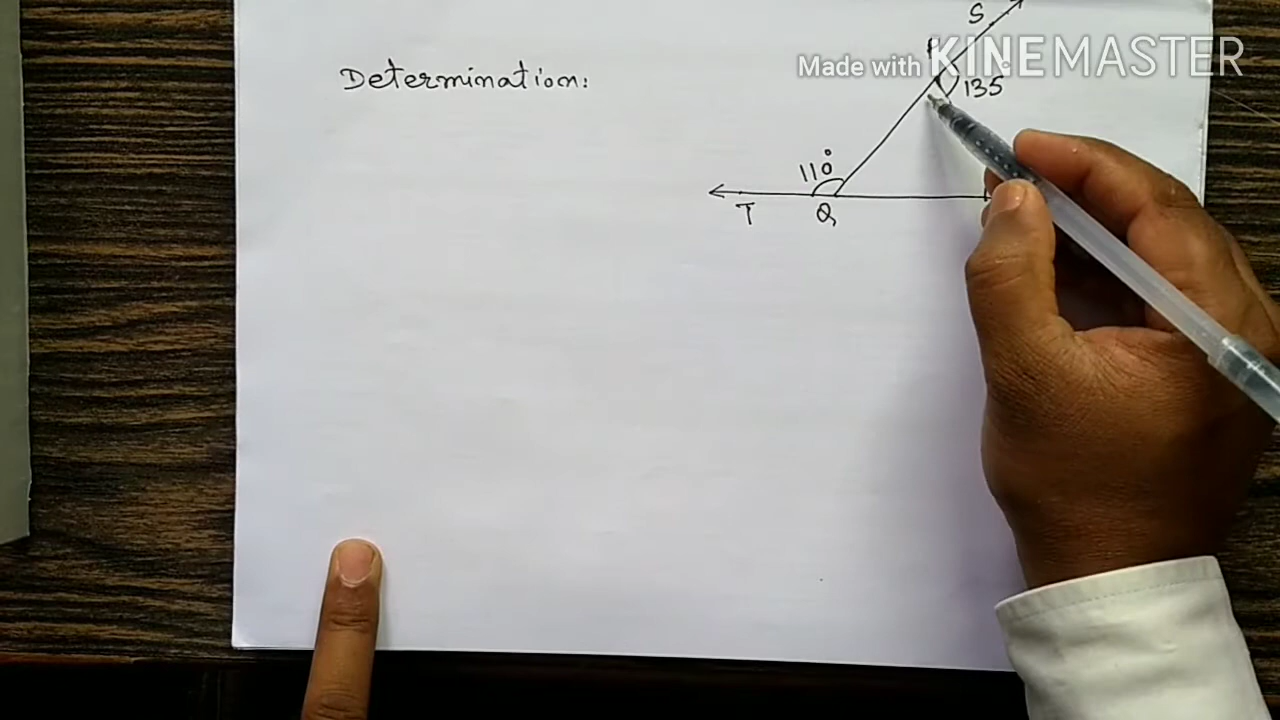 S
Made with KINEMASTER
Determination:
P
135°
110°
T Q